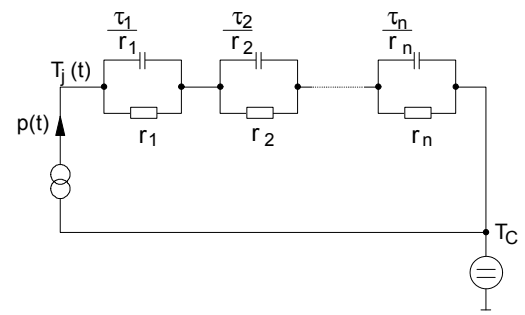 τ1
r1
τ2
r2
τn
rn
Tj (t)
p(t)
r1
r2
rn
TC